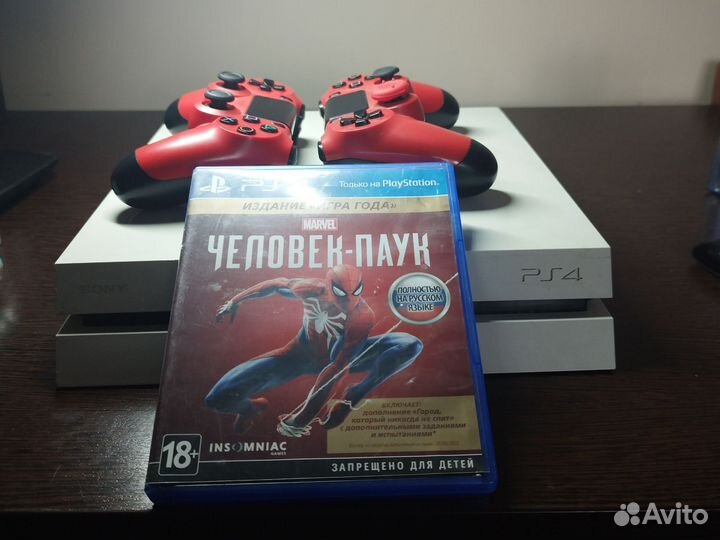 SONY
PS4
Только на PlayStation.
ИЗДАНИЕ «ИГРА ГОДА»
MARVEL
ЧЕЛОВЕК-ПАУК
ПОЛНОСТЬЮ
НА РУССКОМ
ЯЗЫКЕ
ВКЛЮЧАЕТ:
дополнение «Город,
который никогда не спит»
с дополнительными заданиями
и испытаниями*
18+
INSOMNIAC
GAMES
ЗАПРЕЩЕНО ДЛЯ ДЕТЕЙ
Avito